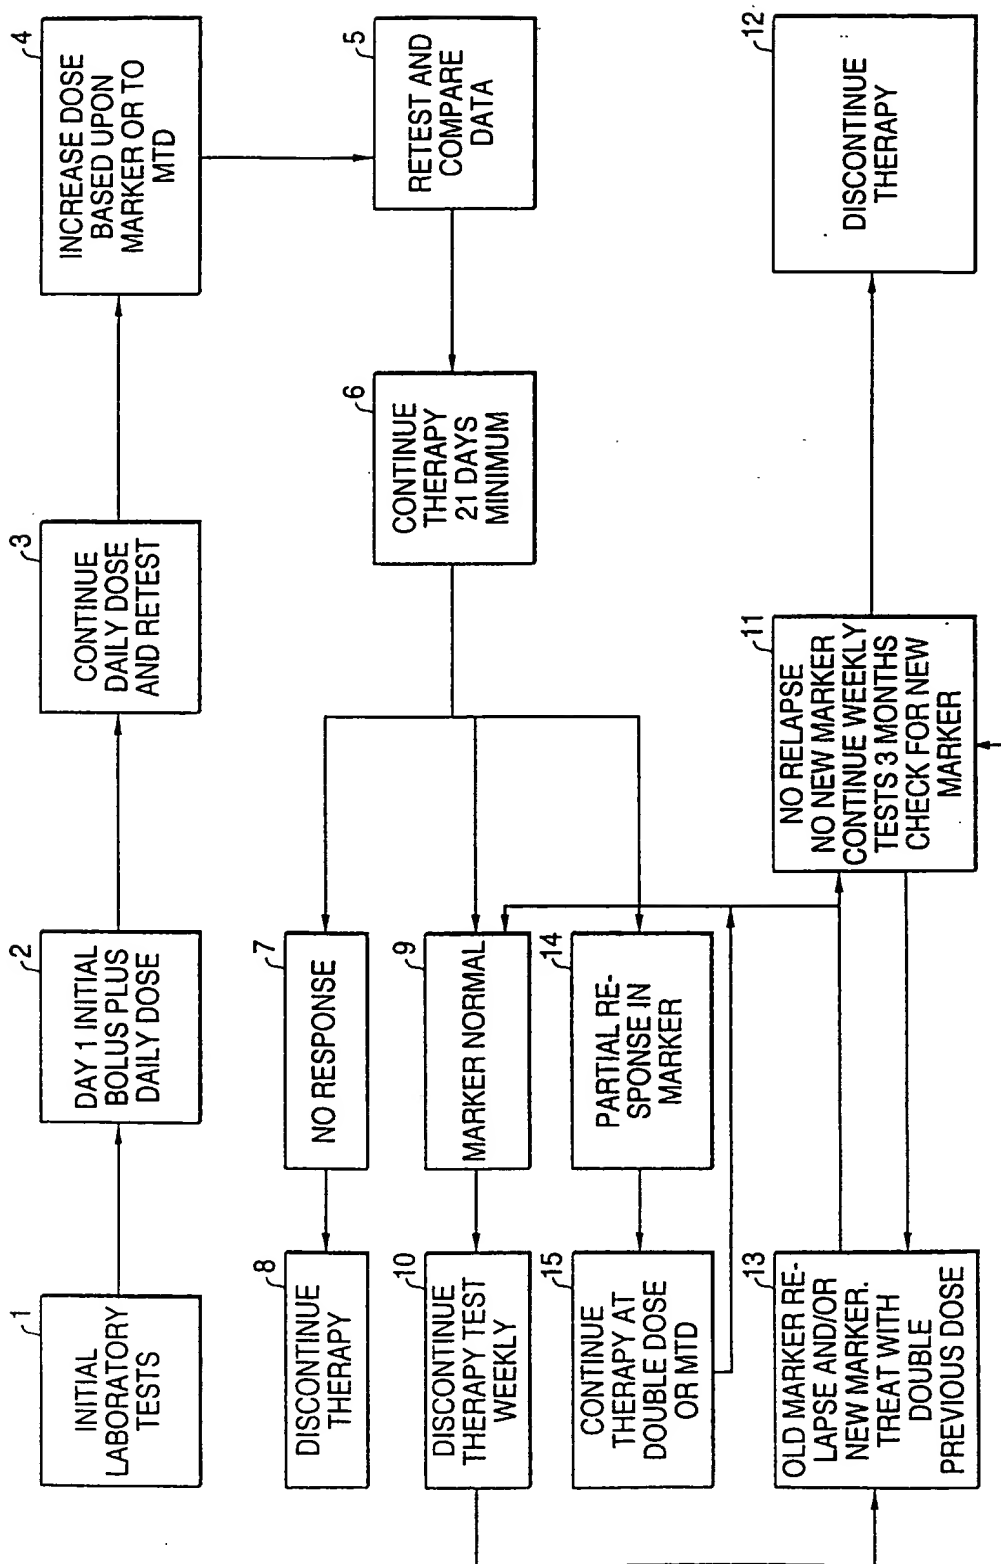 1
INITIAL
LABORATORY
TESTS
2
DAY 1 INITIAL
BOLUS PLUS
DAILY DOSE
3
CONTINUE
DAILY DOSE
AND RETEST
4
INCREASE DOSE
BASED UPON
MARKER OR TO
MTD
5
RETEST AND
COMPARE
DATA
6
CONTINUE
THERAPY
21 DAYS
MINIMUM
7
NO RESPONSE
8
DISCONTINUE
THERAPY
9
MARKER NORMAL
10
DISCONTINUE
THERAPY TEST
WEEKLY
14
PARTIAL RE-
SPONSE IN
MARKER
15
CONTINUE
THERAPY AT
DOUBLE DOSE
OR MTD
13
OLD MARKER RE-
LAPSE AND/OR
NEW MARKER.
TREAT WITH
DOUBLE
PREVIOUS DOSE
11
NO RELAPSE
NO NEW MARKER
CONTINUE WEEKLY
TESTS 3 MONTHS
CHECK FOR NEW
MARKER
12
DISCONTINUE
THERAPY